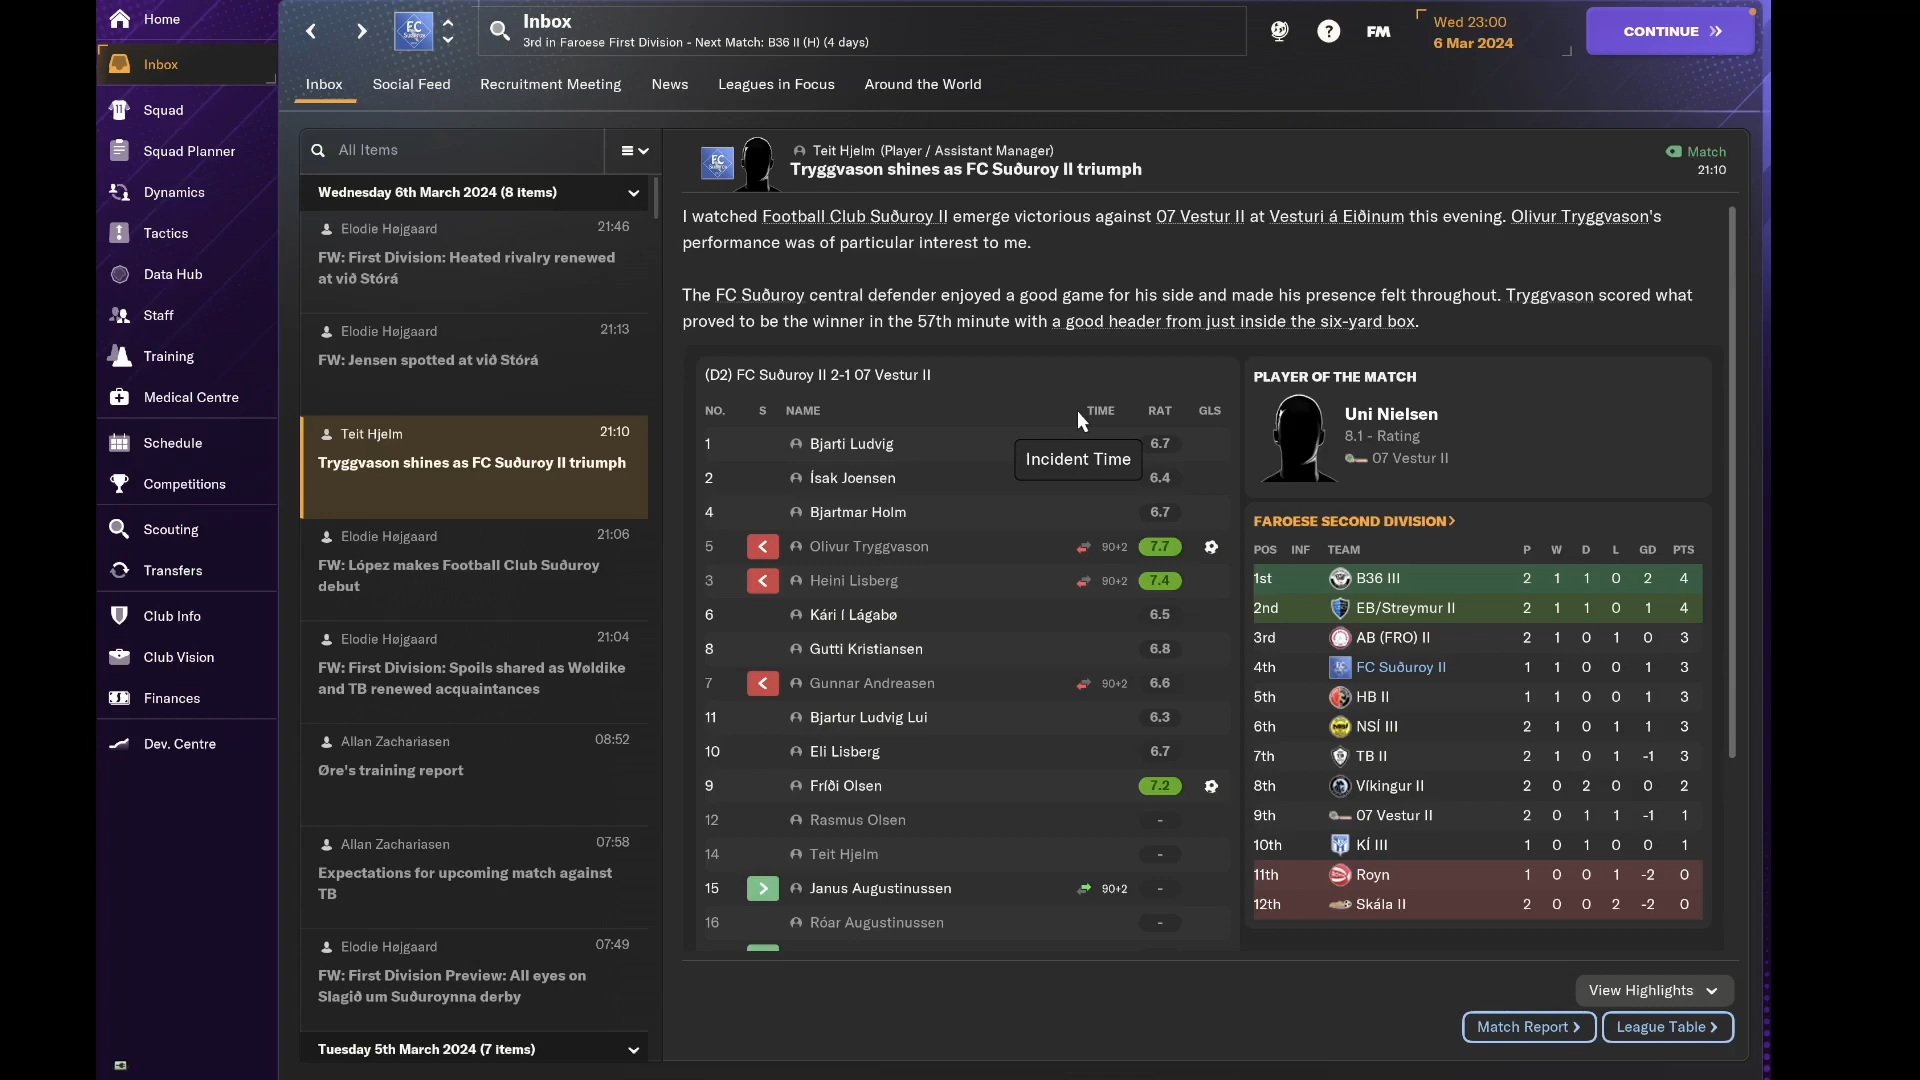 Home
Inbox
Squad
Squad Planner
Dynamics
Tactics
Data Hub
Staff
Training
Medical Centre
Schedule
Competitions
Scouting
Transfers
Club Info
Club Vision
Finances
Dev. Centre
Inbox
3rd in Faroese First Division - Next Match: B36 II (H) (4 days)
FM
Wed 23:00
6 Mar 2024
CONTINUE
Inbox Social Feed Recruitment Meeting News Leagues in Focus Around the World
All Items
Wednesday 6th March 2024 (8 items)
Elodie Højgaard 21:46
FW: First Division: Heated rivalry renewed
at við Stórá
Elodie Højgaard 21:13
FW: Jensen spotted at við Stórá
Teit Hjelm 21:10
Tryggvason shines as FC Suðuroy II triumph
Elodie Højgaard 21:06
FW: López makes Football Club Suðuroy
debut
Elodie Højgaard 21:04
FW: First Division: Spoils shared as Wøldike
and TB renewed acquaintances
Allan Zachariasen 08:52
Øre's training report
Allan Zachariasen 07:58
Expectations for upcoming match against
TB
Elodie Højgaard 07:49
FW: First Division Preview: All eyes on
Slagið um Suðuroynna derby
Tuesday 5th March 2024 (7 items)
Teit Hjelm (Player / Assistant Manager)
Tryggvason shines as FC Suðuroy II triumph
Match
21:10
I watched Football Club Suðuroy II emerge victorious against 07 Vestur II at Vesturi á Eiðinum this evening. Olivur Tryggvason's
performance was of particular interest to me.
The FC Suðuroy central defender enjoyed a good game for his side and made his presence felt throughout. Tryggvason scored what
proved to be the winner in the 57th minute with a good header from just inside the six-yard box.
(D2) FC Suðuroy II 2-1 07 Vestur II
NO. S NAME TIME RAT GLS
1 Bjarti Ludvig 6.7
Incident Time
2 Ísak Joensen 6.4
4 Bjartmar Holm 6.7
5 Olivur Tryggvason 90+2 7.7
3 Heini Lisberg 90+2 7.4
6 Kári Í Lágabø 6.5
8 Gutti Kristiansen 6.8
7 Gunnar Andreasen 90+2 6.6
11 Bjartur Ludvig Lui 6.3
10 Eli Lisberg 6.7
9 Fríði Olsen 7.2
12 Rasmus Olsen -
14 Teit Hjelm -
15 Janus Augustinussen 90+2 -
16 Róar Augustinussen -
PLAYER OF THE MATCH
Uni Nielsen
8.1 - Rating
07 Vestur II
FAROESE SECOND DIVISION
POS INF TEAM P W D L GD PTS
1st B36 III 2 1 1 0 2 4
2nd EB/Streymur II 2 1 1 0 1 4
3rd AB (FRO) II 2 1 0 1 0 3
4th FC Suðuroy II 1 1 0 0 1 3
5th HB II 1 1 0 0 1 3
6th NSÍ III 2 1 0 1 1 3
7th TB II 2 1 0 1 -1 3
8th Víkingur II 2 0 2 0 0 2
9th 07 Vestur II 2 0 1 1 -1 1
10th KÍ III 1 0 1 0 0 1
11th Royn 1 0 0 1 -2 0
12th Skála II 2 0 0 2 -2 0
View Highlights
Match Report
League Table